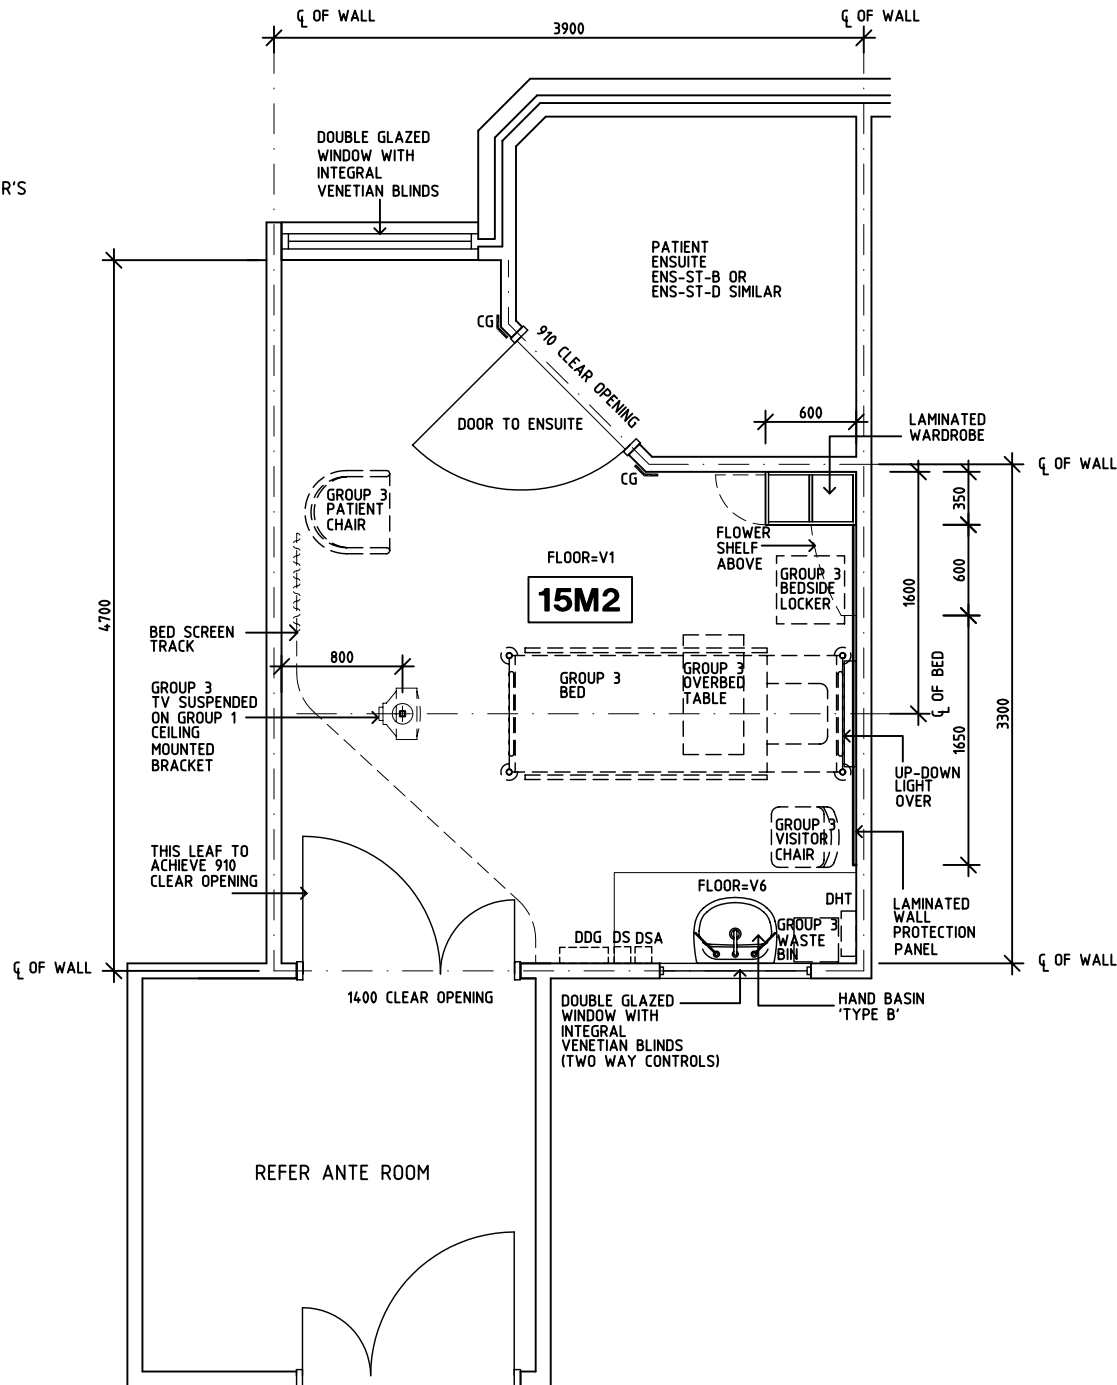 ℄ OF WALL
℄ OF WALL
3900
DOUBLE GLAZED
WINDOW WITH
INTEGRAL
VENETIAN BLINDS
R'S
PATIENT
ENSUITE
ENS-ST-B OR
ENS-ST-D SIMILAR
CG
910 CLEAR OPENING
DOOR TO ENSUITE
CG
600
LAMINATED
WARDROBE
℄ OF WALL
350
GROUP 3
PATIENT
CHAIR
FLOWER
SHELF
ABOVE
FLOOR=V1
15M2
GROUP 3
BEDSIDE
LOCKER
600
1600
4700
BED SCREEN
TRACK
800
GROUP 3
BED
GROUP 3
OVERBED
TABLE
℄ OF BED
3300
1650
GROUP 3
TV SUSPENDED
ON GROUP 1
CEILING
MOUNTED
BRACKET
UP-DOWN
LIGHT
OVER
GROUP 3
VISITOR
CHAIR
THIS LEAF TO
ACHIEVE 910
CLEAR OPENING
FLOOR=V6
DHT
LAMINATED
WALL
PROTECTION
PANEL
GROUP 3
WASTE
BIN
DDG DS DSA
℄ OF WALL
℄ OF WALL
1400 CLEAR OPENING
DOUBLE GLAZED
WINDOW WITH
INTEGRAL
VENETIAN BLINDS
(TWO WAY CONTROLS)
HAND BASIN
'TYPE B'
REFER ANTE ROOM